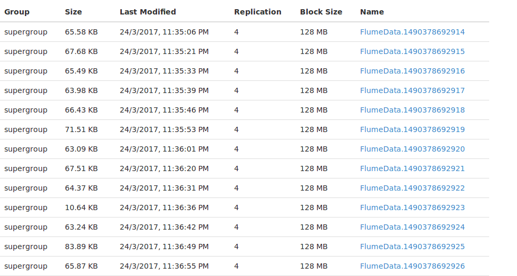 Group Size Last Modified Replication Block Size Name
supergroup 65.58 KB 24/3/2017, 11:35:06 PM 4 128 MB FlumeData.1490378692914
supergroup 67.68 KB 24/3/2017, 11:35:21 PM 4 128 MB FlumeData.1490378692915
supergroup 65.49 KB 24/3/2017, 11:35:33 PM 4 128 MB FlumeData.1490378692916
supergroup 63.98 KB 24/3/2017, 11:35:39 PM 4 128 MB FlumeData.1490378692917
supergroup 66.43 KB 24/3/2017, 11:35:46 PM 4 128 MB FlumeData.1490378692918
supergroup 71.51 KB 24/3/2017, 11:35:53 PM 4 128 MB FlumeData.1490378692919
supergroup 63.09 KB 24/3/2017, 11:36:01 PM 4 128 MB FlumeData.1490378692920
supergroup 67.51 KB 24/3/2017, 11:36:20 PM 4 128 MB FlumeData.1490378692921
supergroup 64.37 KB 24/3/2017, 11:36:31 PM 4 128 MB FlumeData.1490378692922
supergroup 10.64 KB 24/3/2017, 11:36:36 PM 4 128 MB FlumeData.1490378692923
supergroup 63.24 KB 24/3/2017, 11:36:42 PM 4 128 MB FlumeData.1490378692924
supergroup 83.89 KB 24/3/2017, 11:36:49 PM 4 128 MB FlumeData.1490378692925
supergroup 65.87 KB 24/3/2017, 11:36:55 PM 4 128 MB FlumeData.1490378692926